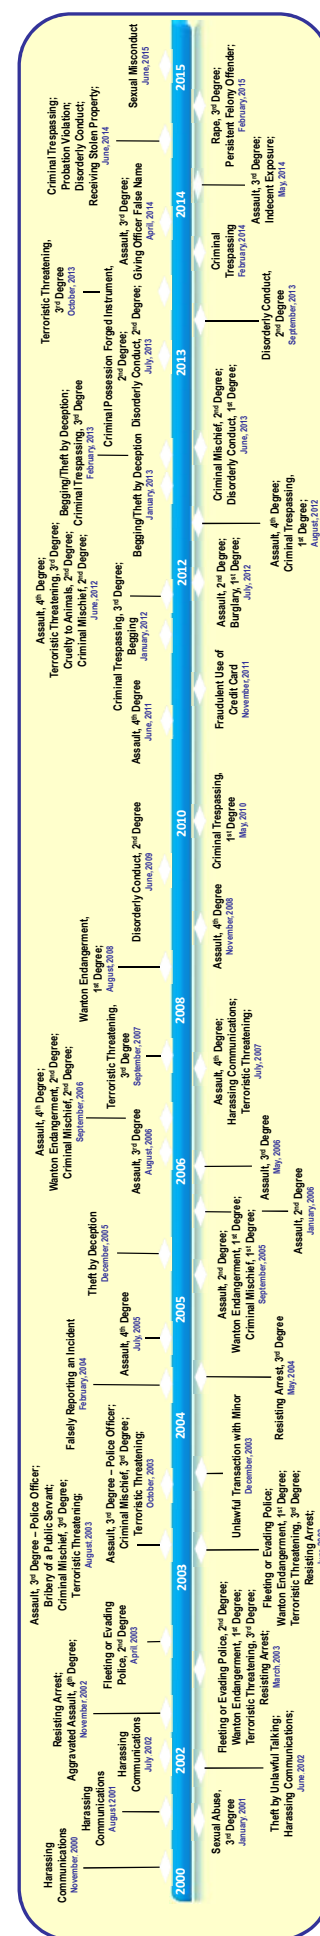 Harassing
Communications
November, 2000
Harassing
Communications
August 2001
Harassing
Communications
July, 2002
Resisting Arrest;
Aggravated Assault, 4th Degree;
November, 2002
Fleeting or Evading
Police, 2nd Degree
April, 2003
Assault, 3rd Degree – Police Officer;
Bribery of a Public Servant;
Criminal Mischief, 3rd Degree;
Terroristic Threatening;
August, 2003
Assault, 3rd Degree – Police Officer;
Criminal Mischief, 3rd Degree;
Terroristic Threatening;
October, 2003
Falsely Reporting an Incident
February, 2004
Assault, 4th Degree
July, 2005
Theft by Deception
December, 2005
Assault, 3rd Degree
August, 2006
Assault, 4th Degree;
Wanton Endangerment, 2nd Degree;
Criminal Mischief, 2nd Degree;
September, 2006
Terroristic Threatening,
3rd Degree
September, 2007
Wanton Endangerment,
1st Degree;
August, 2008
Disorderly Conduct, 2nd Degree
June, 2009
Assault, 4th Degree
June, 2011
Criminal Trespassing, 3rd Degree
Begging
January, 2012
Assault, 4th Degree;
Terroristic Threatening, 3rd Degree;
Cruelty to Animals, 2nd Degree;
Criminal Mischief, 2nd Degree;
June, 2012
Begging/Theft by Deception
January, 2013
Begging/Theft by Deception;
Criminal Trespassing, 3rd Degree
February, 2013
Criminal Possession Forged Instrument,
2nd Degree;
Disorderly Conduct, 2nd Degree;
July, 2013
Terroristic Threatening,
3rd Degree
October, 2013
Assault, 3rd Degree;
Giving Officer False Name
April, 2014
Criminal Trespassing;
Probation Violation;
Disorderly Conduct;
Receiving Stolen Property;
June, 2014
Sexual Misconduct
June, 2015
2000
2002
2003
2004
2005
2006
2008
2010
2012
2013
2014
2015
Sexual Abuse,
3rd Degree
January, 2001
Theft by Unlawful Talking;
Harassing Communications;
June 2002
Fleeting or Evading Police, 2nd Degree;
Wanton Endangerment, 1st Degree;
Terroristic Threatening, 3rd Degree;
Resisting Arrest;
March, 2003
Fleeting or Evading Police;
Wanton Endangerment, 1st Degree;
Terroristic Threatening, 3rd Degree;
Resisting Arrest;
Unlawful Transaction with Minor
December, 2003
Resisting Arrest, 3rd Degree
May, 2004
Assault, 2nd Degree;
Wanton Endangerment, 1st Degree;
Criminal Mischief, 1st Degree;
September, 2005
Assault, 2nd Degree
January, 2006
Assault, 3rd Degree
May, 2006
Assault, 4th Degree;
Harassing Communications;
Terroristic Threatening;
July, 2007
Assault, 4th Degree
November, 2008
Criminal Trespassing,
1st Degree
May, 2010
Fraudulent Use of
Credit Card
November, 2011
Assault, 2nd Degree;
Burglary, 1st Degree;
July, 2012
Assault, 4th Degree;
Criminal Trespassing,
1st Degree;
August, 2012
Criminal Mischief, 2nd Degree;
Disorderly Conduct, 1st Degree;
June, 2013
Disorderly Conduct,
2nd Degree
September, 2013
Criminal
Trespassing
February, 2014
Assault, 3rd Degree;
Indecent Exposure;
May, 2014
Rape, 3rd Degree;
Persistent Felony Offender;
February, 2015